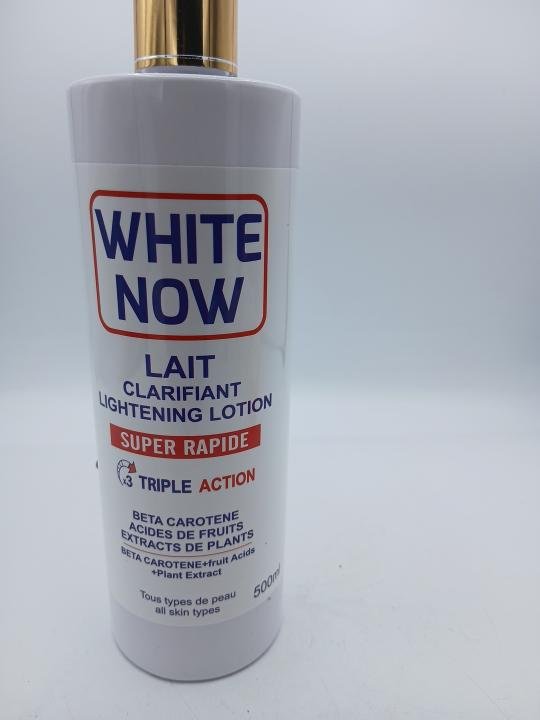 WHITE
NOW
LAIT
CLARIFIANT
LIGHTENING LOTION
SUPER RAPIDE
x3 TRIPLE ACTION
BETA CAROTENE
ACIDES DE FRUITS
EXTRACTS DE PLANTS
BETA CAROTENE+fruit Acids
+Plant Extract
Tous types de peau
all skin types
500ml